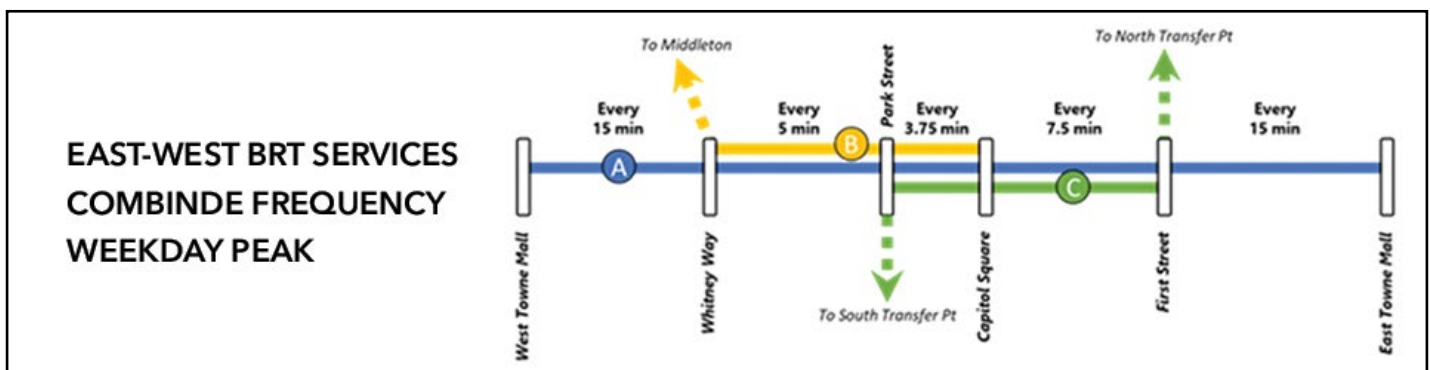 EAST-WEST BRT SERVICES
COMBINDE FREQUENCY
WEEKDAY PEAK
To Middleton
To North Transfer Pt
Every
15 min
Every
5 min
Park Street
Every
3.75 min
Every
7.5 min
Every
15 min
A
B
C
West Towne Mall
Whitney Way
To South Transfer Pt
Capitol Square
First Street
East Towne Mall